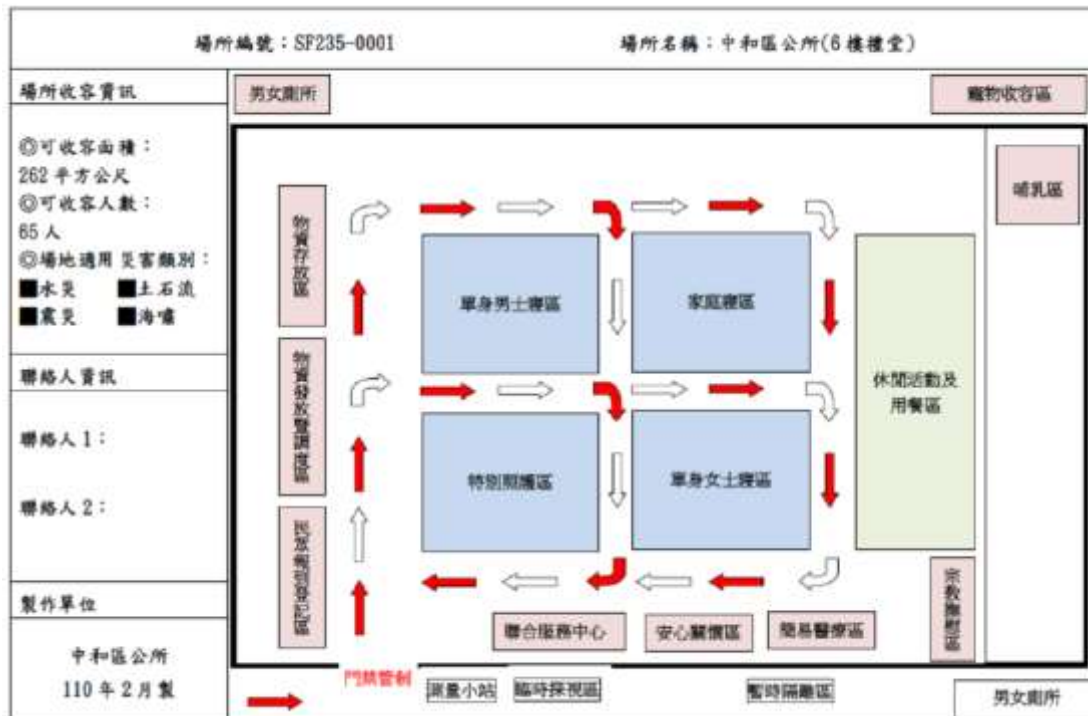 場所編號：SF235-0001
場所名稱：中和區公所(6樓禮堂)
場所收容資訊
◎可收容面積：
262 平方公尺
◎可收容人數：
65 人
◎場地適用災害類別：
■水災 ■土石流
■震災 ■海嘯
聯絡人資訊
聯絡人 1：
聯絡人 2：
製作單位
中和區公所
110 年 2 月 製
男女廁所
寵物收容區
哺乳區
物資存放區
物資發放暨調度區
民眾報到登記區
單身男士寢區
家庭寢區
特別照護區
單身女士寢區
休閒活動及
用餐區
聯合服務中心
安心關懷區
簡易醫療區
宗教撫慰區
門禁管制
測量小站
臨時探視區
暫時隔離區
男女廁所